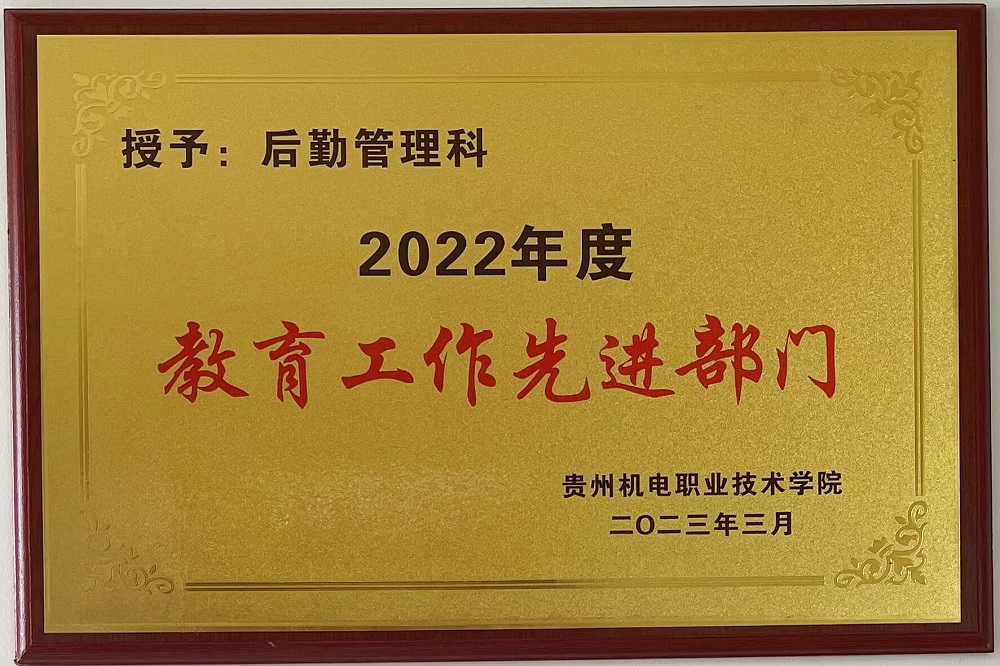 授予：后勤管理科
2022年度
教育工作先进部门
贵州机电职业技术学院
二〇二三年三月